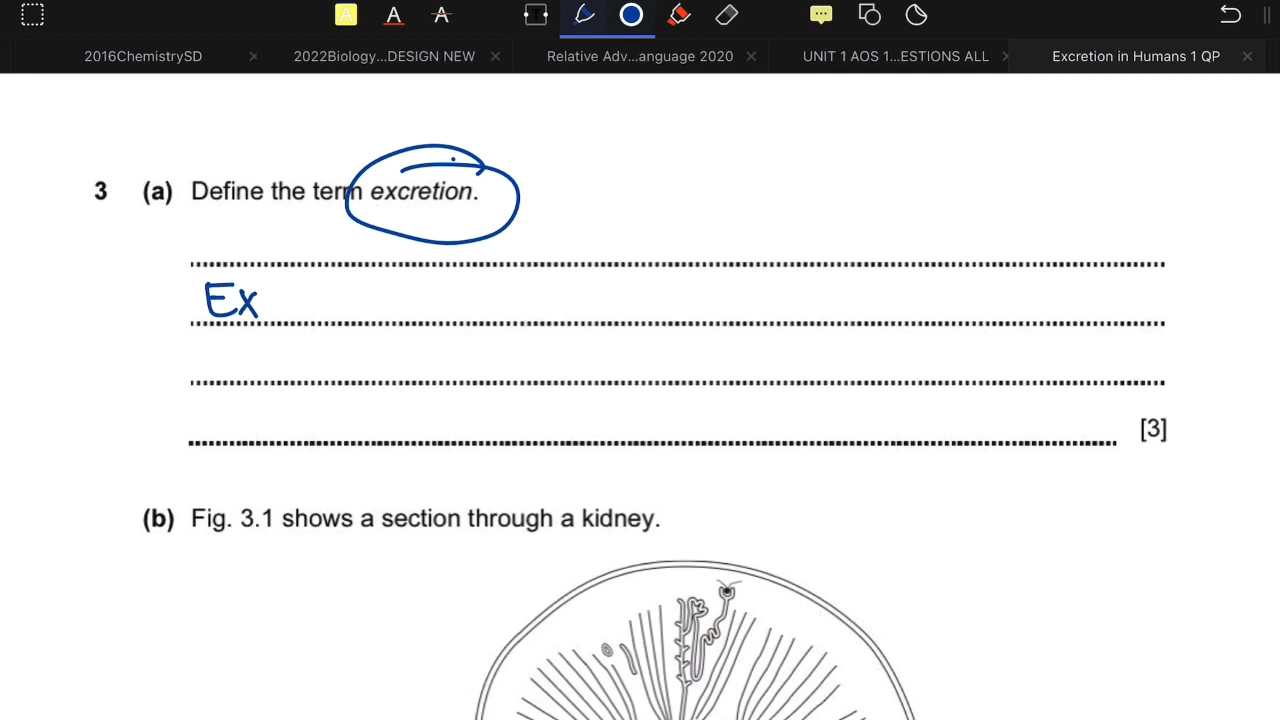 A A A T
2016ChemistrySD × 2022Biology...DESIGN NEW × Relative Adv...anguage 2020 × UNIT 1 AOS 1...ESTIONS ALL × Excretion in Humans 1 QP ×
3 (a) Define the term excretion.
Ex
[3]
(b) Fig. 3.1 shows a section through a kidney.